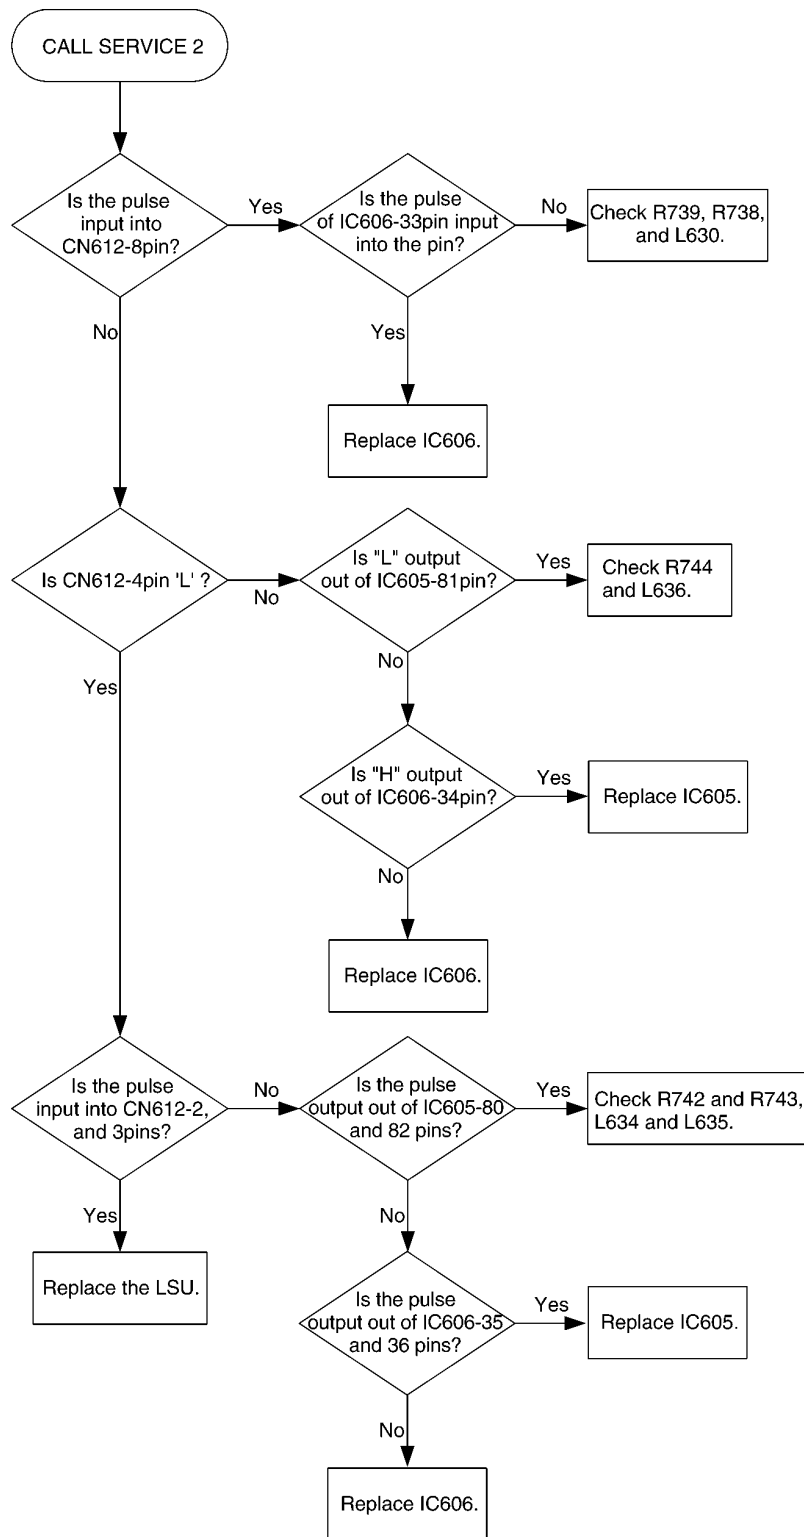 CALL SERVICE 2
Is the pulse
input into
CN612-8pin?
Yes
Is the pulse
of IC606-33pin input
into the pin?
No
Check R739, R738,
and L630.
No
Yes
Replace IC606.
Is CN612-4pin 'L' ?
No
Is "L" output
out of IC605-81pin?
Yes
Check R744
and L636.
Yes
No
Is "H" output
out of IC606-34pin?
Yes
Replace IC605.
No
Replace IC606.
Is the pulse
input into CN612-2,
and 3pins?
No
Is the pulse
output out of IC605-80
and 82 pins?
Yes
Check R742 and R743,
L634 and L635.
Yes
Replace the LSU.
No
Is the pulse
output out of IC606-35
and 36 pins?
Yes
Replace IC605.
No
Replace IC606.